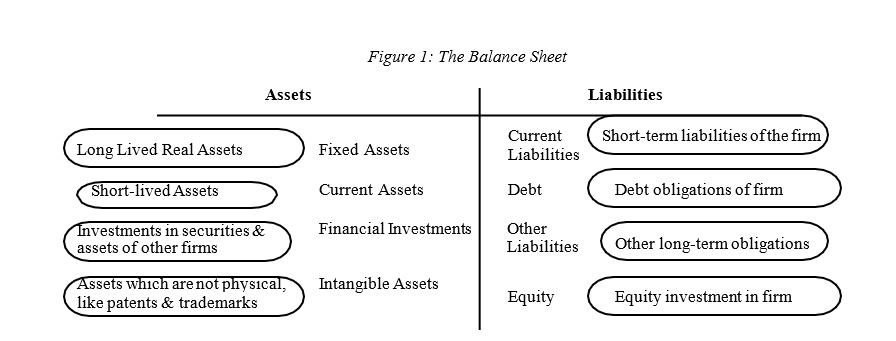 Figure 1: The Balance Sheet
Assets
Liabilities
Long Lived Real Assets
Fixed Assets
Current
Liabilities
Short-term liabilities of the firm
Short-lived Assets
Current Assets
Debt
Debt obligations of firm
Investments in securities &
assets of other firms
Financial Investments
Other
Liabilities
Other long-term obligations
Assets which are not physical,
like patents & trademarks
Intangible Assets
Equity
Equity investment in firm